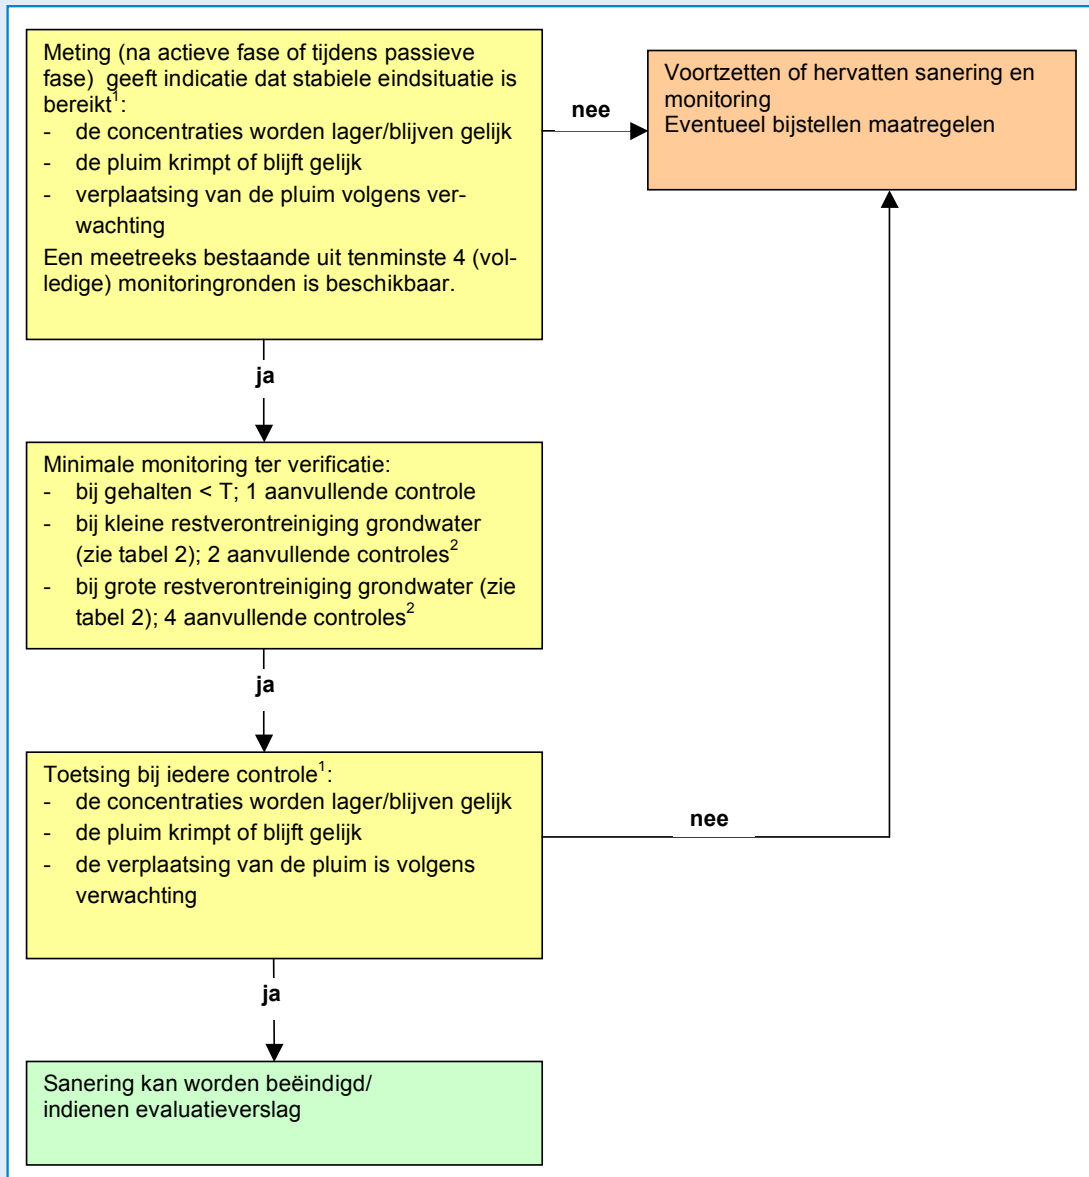 Meting (na actieve fase of tijdens passieve
fase) geeft indicatie dat stabiele eindsituatie is
bereikt¹:
- de concentraties worden lager/blijven gelijk
- de pluim krimpt of blijft gelijk
- verplaatsing van de pluim volgens ver-
wachting
Een meetreeks bestaande uit tenminste 4 (vol-
ledige) monitoringronden is beschikbaar.
nee
Voortzetten of hervatten sanering en
monitoring
Eventueel bijstellen maatregelen
ja
Minimale monitoring ter verificatie:
- bij gehalten < T; 1 aanvullende controle
- bij kleine restverontreiniging grondwater
(zie tabel 2); 2 aanvullende controles²
- bij grote restverontreiniging grondwater (zie
tabel 2); 4 aanvullende controles²
ja
Toetsing bij iedere controle¹:
- de concentraties worden lager/blijven gelijk
- de pluim krimpt of blijft gelijk
- de verplaatsing van de pluim is volgens
verwachting
nee
ja
Sanering kan worden beëindigd/
indienen evaluatieverslag